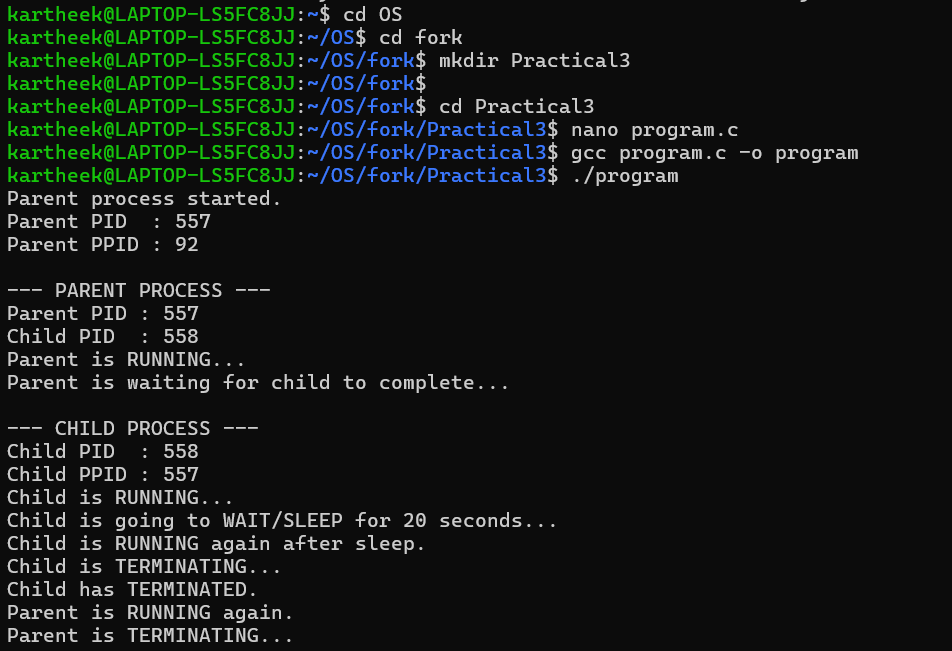 kartheek@LAPTOP-LS5FC8JJ:~$ cd OS
kartheek@LAPTOP-LS5FC8JJ:~/OS$ cd fork
kartheek@LAPTOP-LS5FC8JJ:~/OS/fork$ mkdir Practical3
kartheek@LAPTOP-LS5FC8JJ:~/OS/fork$
kartheek@LAPTOP-LS5FC8JJ:~/OS/fork$ cd Practical3
kartheek@LAPTOP-LS5FC8JJ:~/OS/fork/Practical3$ nano program.c
kartheek@LAPTOP-LS5FC8JJ:~/OS/fork/Practical3$ gcc program.c -o program
kartheek@LAPTOP-LS5FC8JJ:~/OS/fork/Practical3$ ./program
Parent process started.
Parent PID  : 557
Parent PPID : 92

--- PARENT PROCESS ---
Parent PID : 557
Child PID  : 558
Parent is RUNNING...
Parent is waiting for child to complete...

--- CHILD PROCESS ---
Child PID  : 558
Child PPID : 557
Child is RUNNING...
Child is going to WAIT/SLEEP for 20 seconds...
Child is RUNNING again after sleep.
Child is TERMINATING...
Child has TERMINATED.
Parent is RUNNING again.
Parent is TERMINATING...